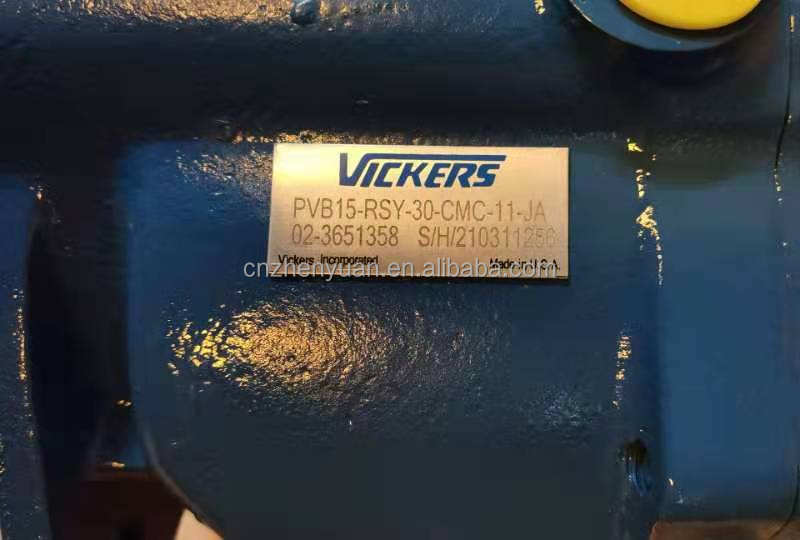 VICKERS
PVB15-RSY-30-CMC-11-JA
02-3651358 S/H/210311256
Vickers, Incorporated Made in U.S.A.
cnzhenyuan.en.alibaba.com